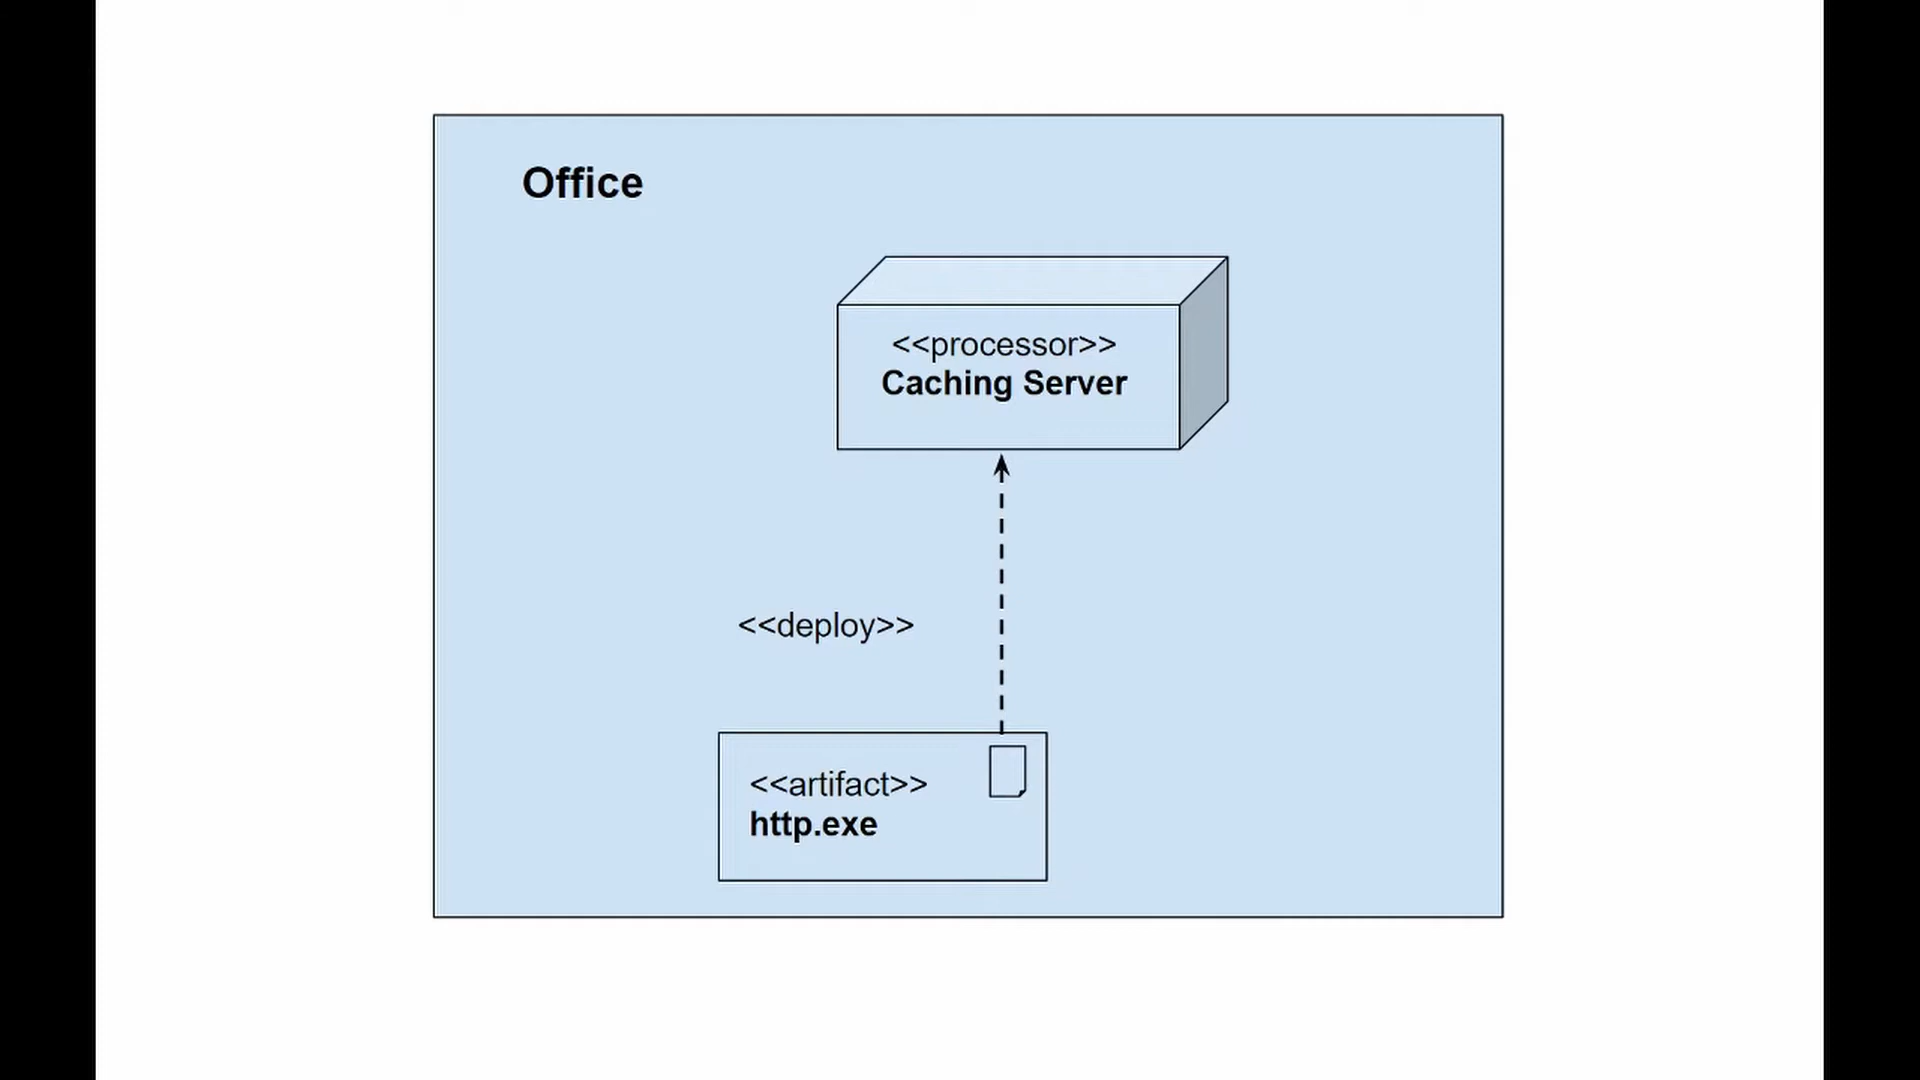 Office
<<processor>>
Caching Server
<<deploy>>
<<artifact>>
http.exe